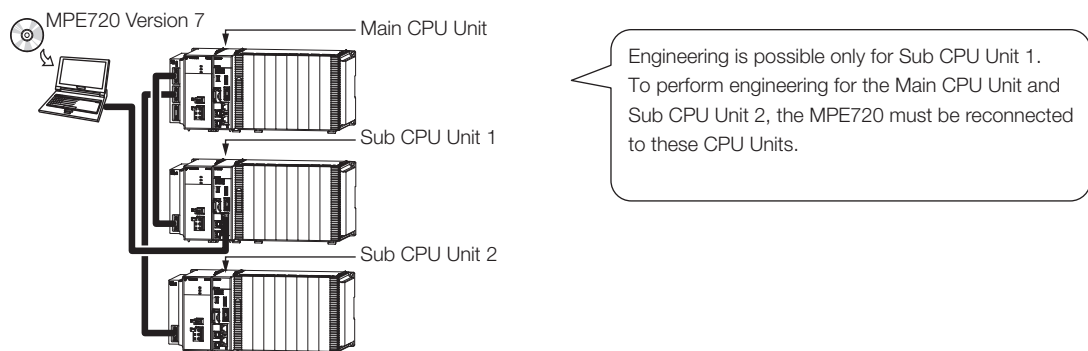 MPE720 Version 7
Main CPU Unit
Sub CPU Unit 1
Sub CPU Unit 2
Engineering is possible only for Sub CPU Unit 1.
To perform engineering for the Main CPU Unit and
Sub CPU Unit 2, the MPE720 must be reconnected
to these CPU Units.